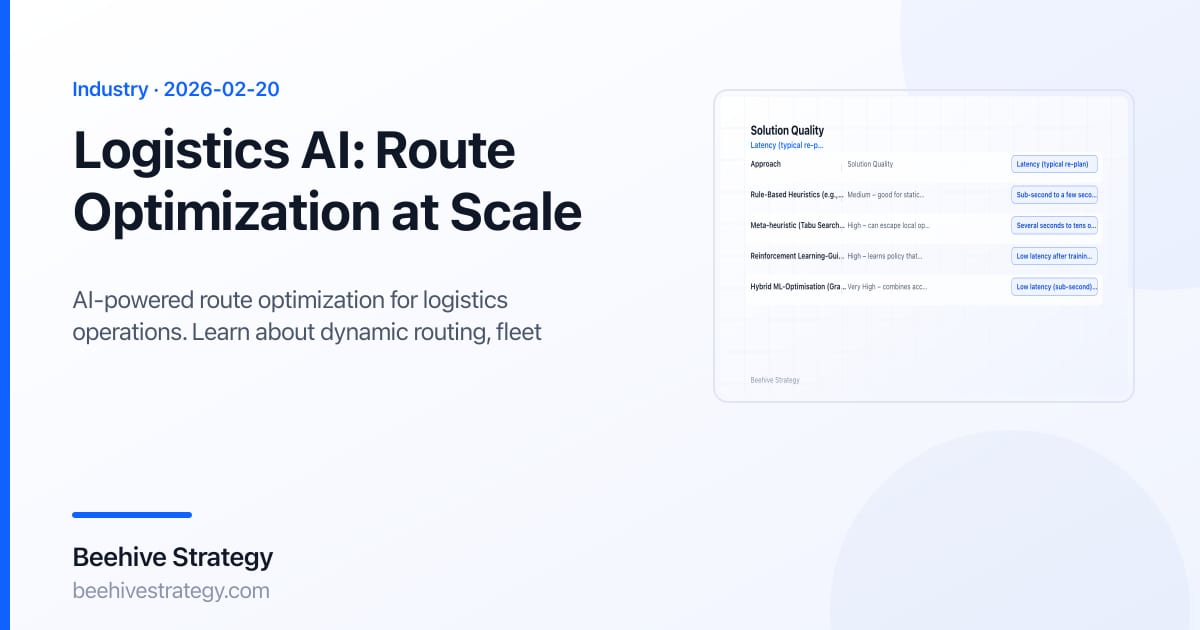 Industry · 2026-02-20
Logistics AI: Route
Optimization at Scale
AI-powered route optimization for logistics
operations. Learn about dynamic routing, fleet
Beehive Strategy
beehivestrategy.com
Solution Quality
Latency (typical re-p...
Approach Solution Quality Latency (typical re-plan)
Rule-Based Heuristics (e.g.,... Medium – good for static... Sub-second to a few seco...
Meta-heuristic (Tabu Search... High – can escape local op... Several seconds to tens o...
Reinforcement Learning-Gui... High – learns policy that... Low latency after trainin...
Hybrid ML-Optimisation (Gra... Very High – combines acc... Low latency (sub-second)...
Beehive Strategy